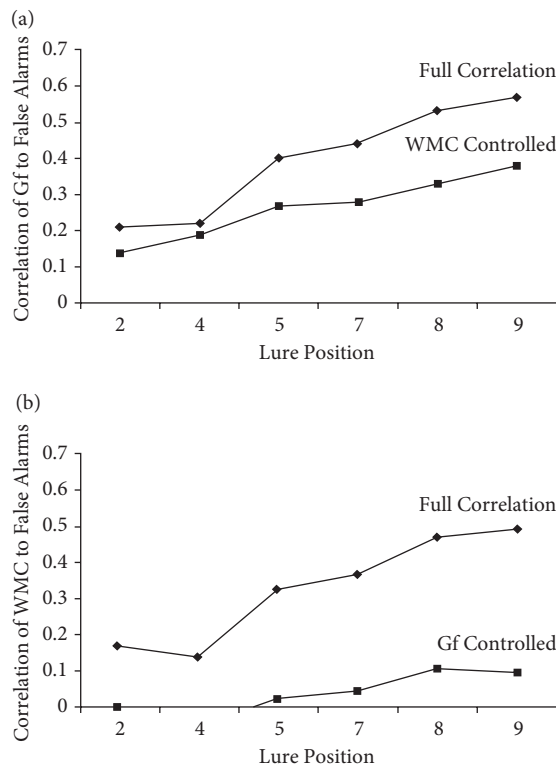 (a)
0.7
0.6
0.5
0.4
0.3
0.2
0.1
0
Correlation of Gf to False Alarms
Full Correlation
WMC Controlled
2 4 5 7 8 9
Lure Position
(b)
0.7
0.6
0.5
0.4
0.3
0.2
0.1
0
Correlation of WMC to False Alarms
Full Correlation
Gf Controlled
2 4 5 7 8 9
Lure Position